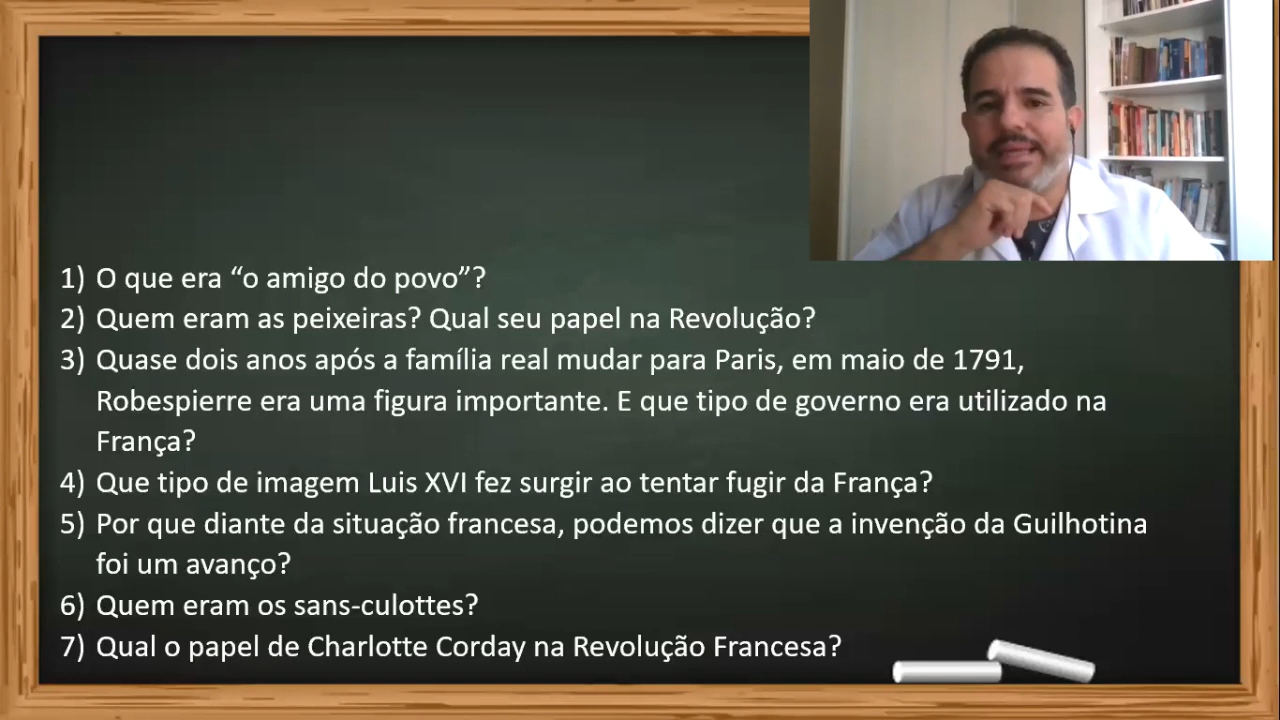 1) O que era “o amigo do povo”?
2) Quem eram as peixeiras? Qual seu papel na Revolução?
3) Quase dois anos após a família real mudar para Paris, em maio de 1791,
Robespierre era uma figura importante. E que tipo de governo era utilizado na
França?
4) Que tipo de imagem Luis XVI fez surgir ao tentar fugir da França?
5) Por que diante da situação francesa, podemos dizer que a invenção da Guilhotina
foi um avanço?
6) Quem eram os sans-culottes?
7) Qual o papel de Charlotte Corday na Revolução Francesa?